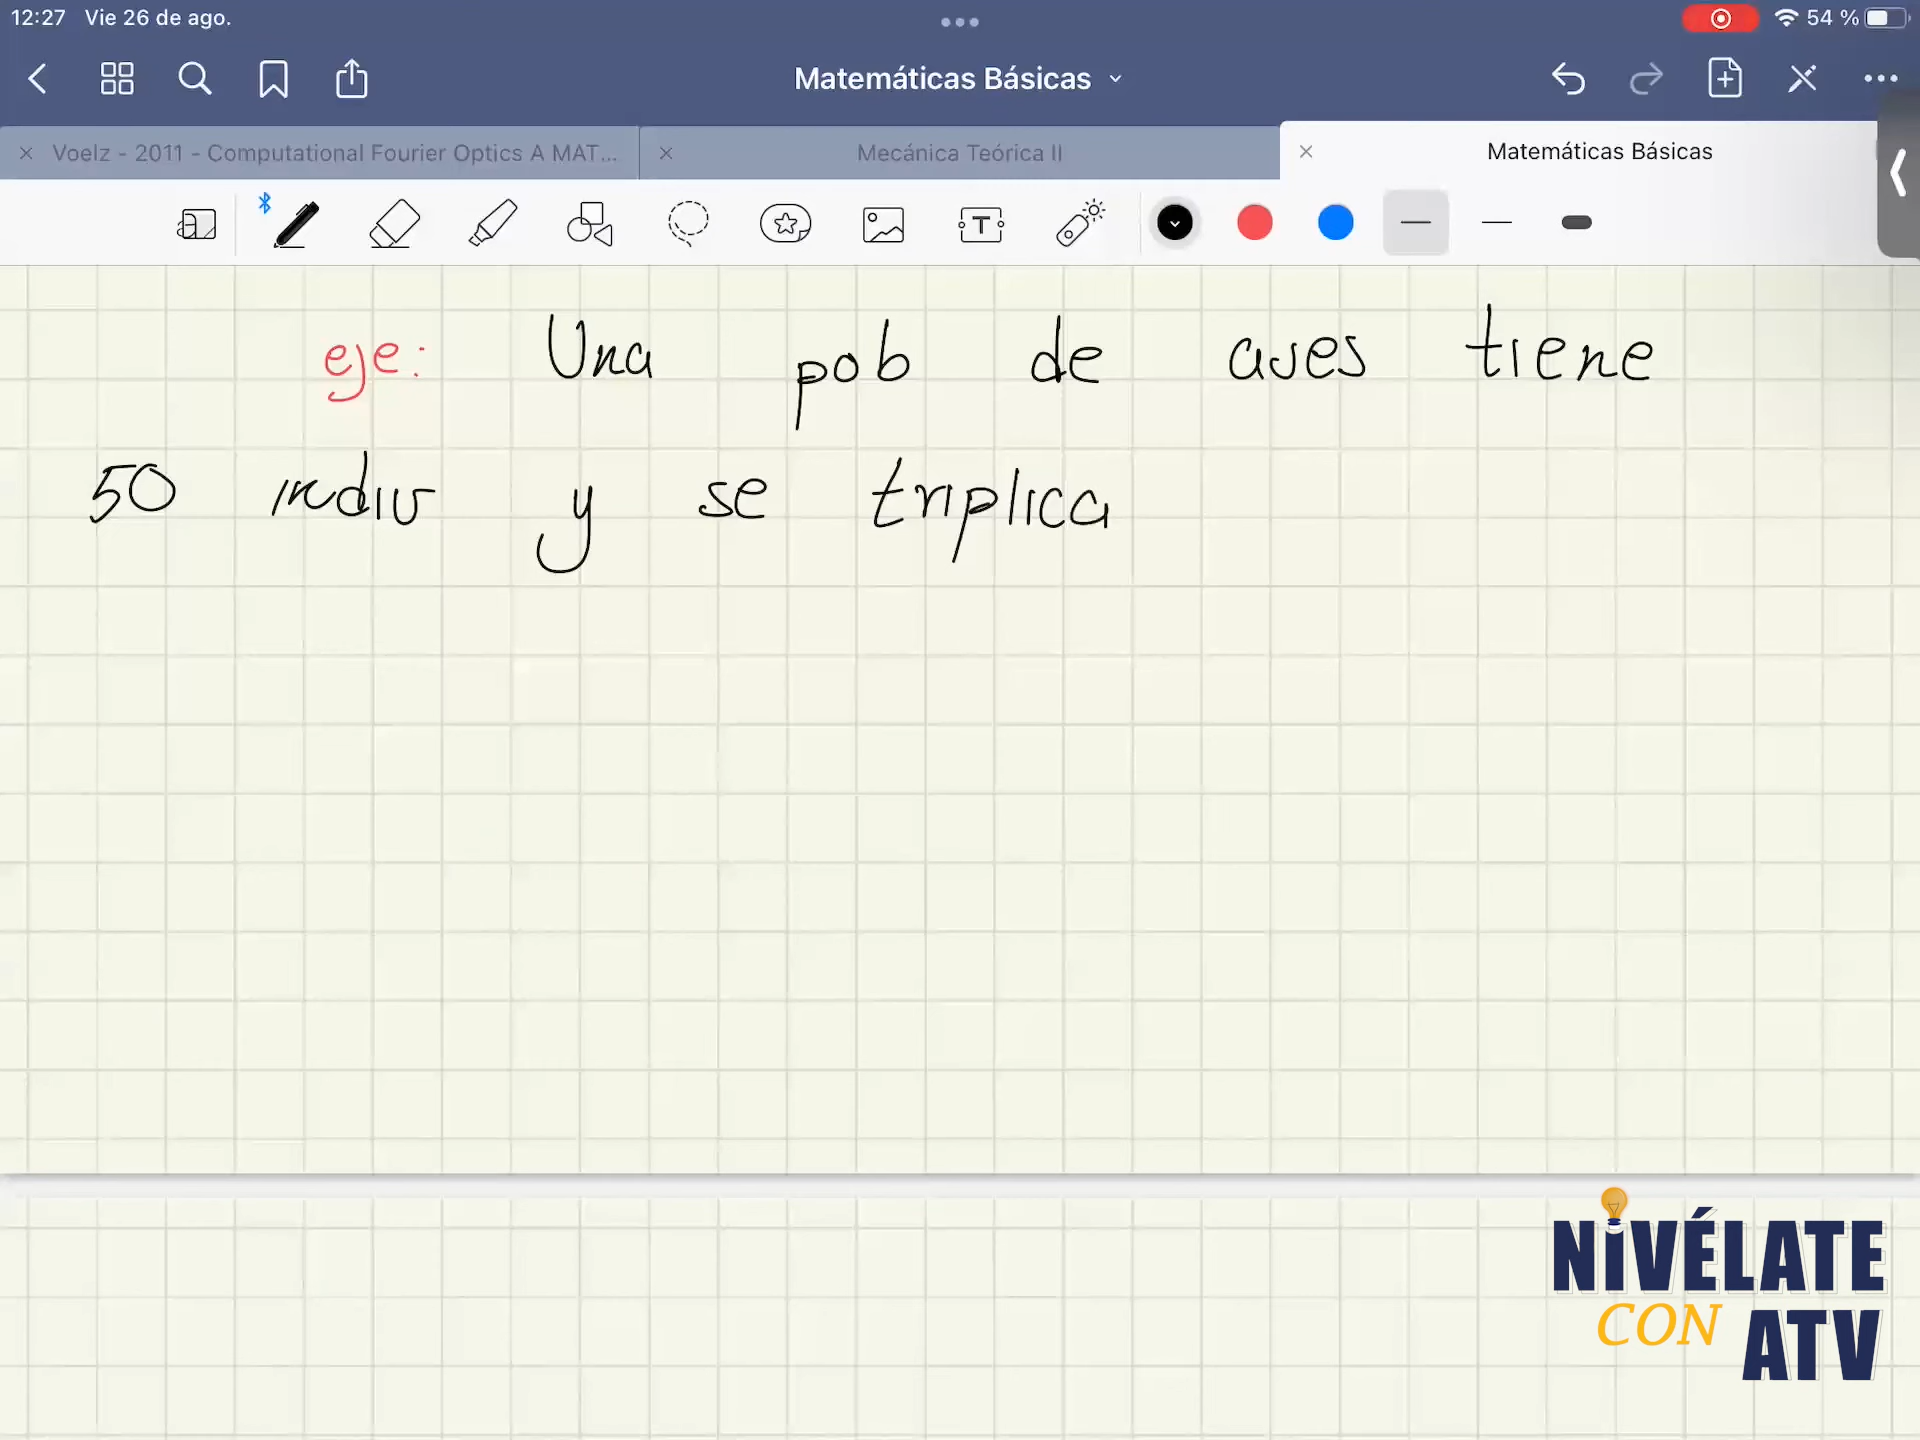 12:27 Vie 26 de ago. 54 %
Matemáticas Básicas
Voelz - 2011 - Computational Fourier Optics A MAT... Mecánica Teórica II Matemáticas Básicas
eje: Una pob de aves tiene
50 indiv y se triplica
NIVÉLATE
CON
ATV